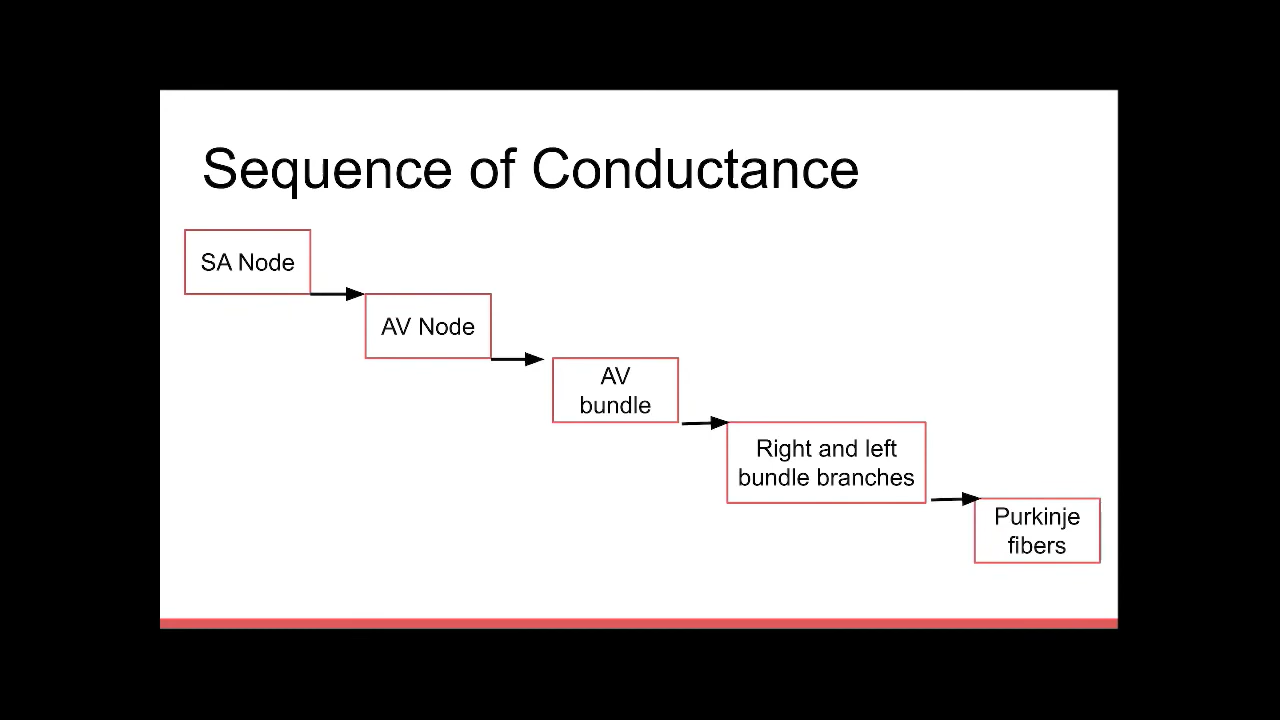 Sequence of Conductance
SA Node
AV Node
AV
bundle
Right and left
bundle branches
Purkinje
fibers